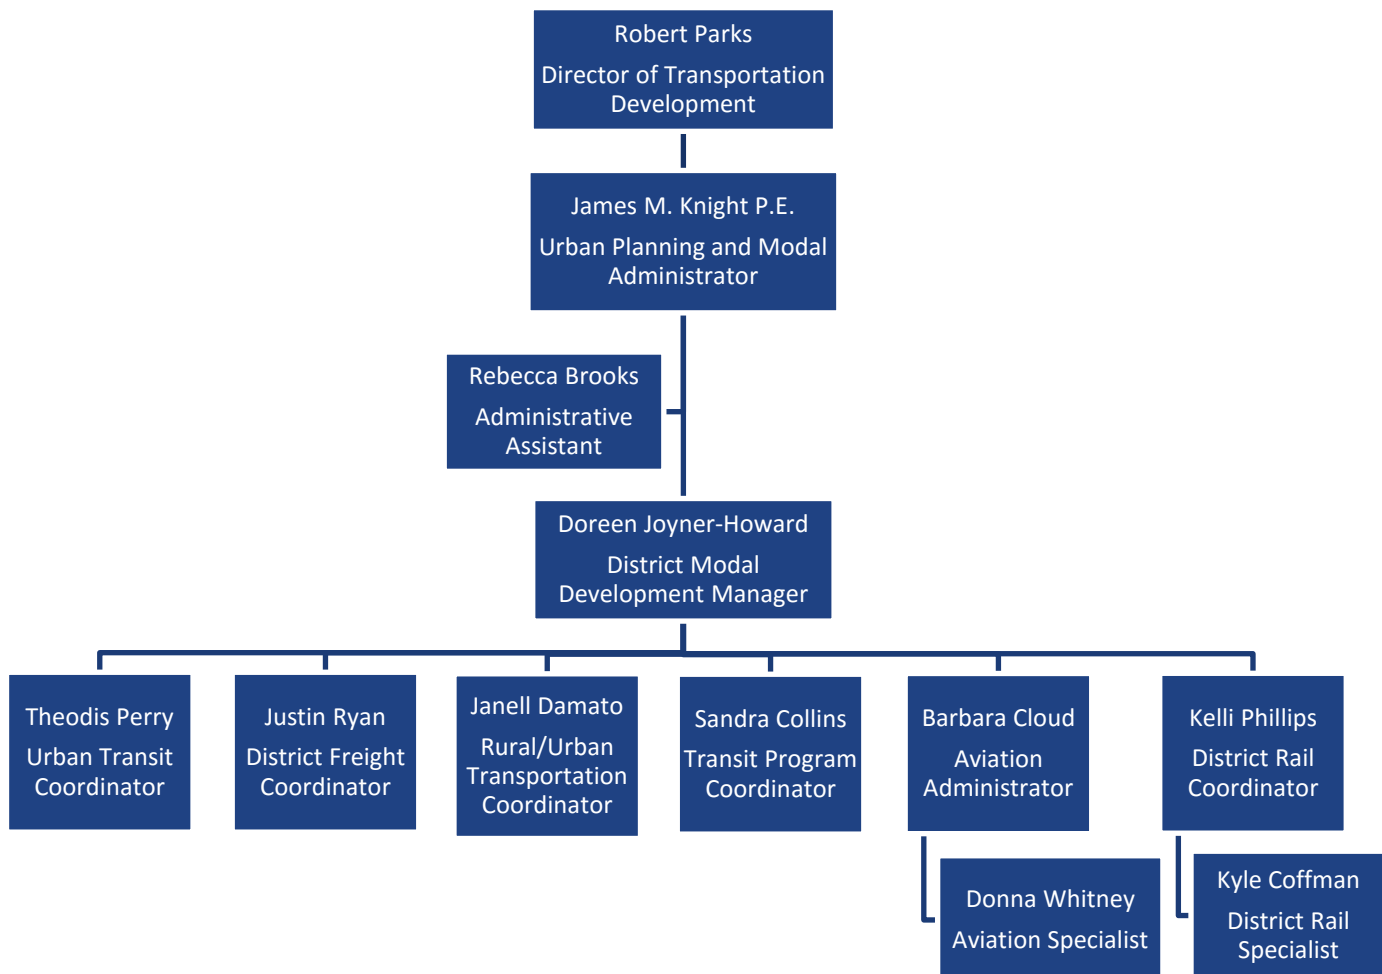 Robert Parks
Director of Transportation
Development
James M. Knight P.E.
Urban Planning and Modal
Administrator
Rebecca Brooks
Administrative
Assistant
Doreen Joyner-Howard
District Modal
Development Manager
Theodis Perry
Urban Transit
Coordinator
Justin Ryan
District Freight
Coordinator
Janell Damato
Rural/Urban
Transportation
Coordinator
Sandra Collins
Transit Program
Coordinator
Barbara Cloud
Aviation
Administrator
Kelli Phillips
District Rail
Coordinator
Donna Whitney
Aviation Specialist
Kyle Coffman
District Rail
Specialist